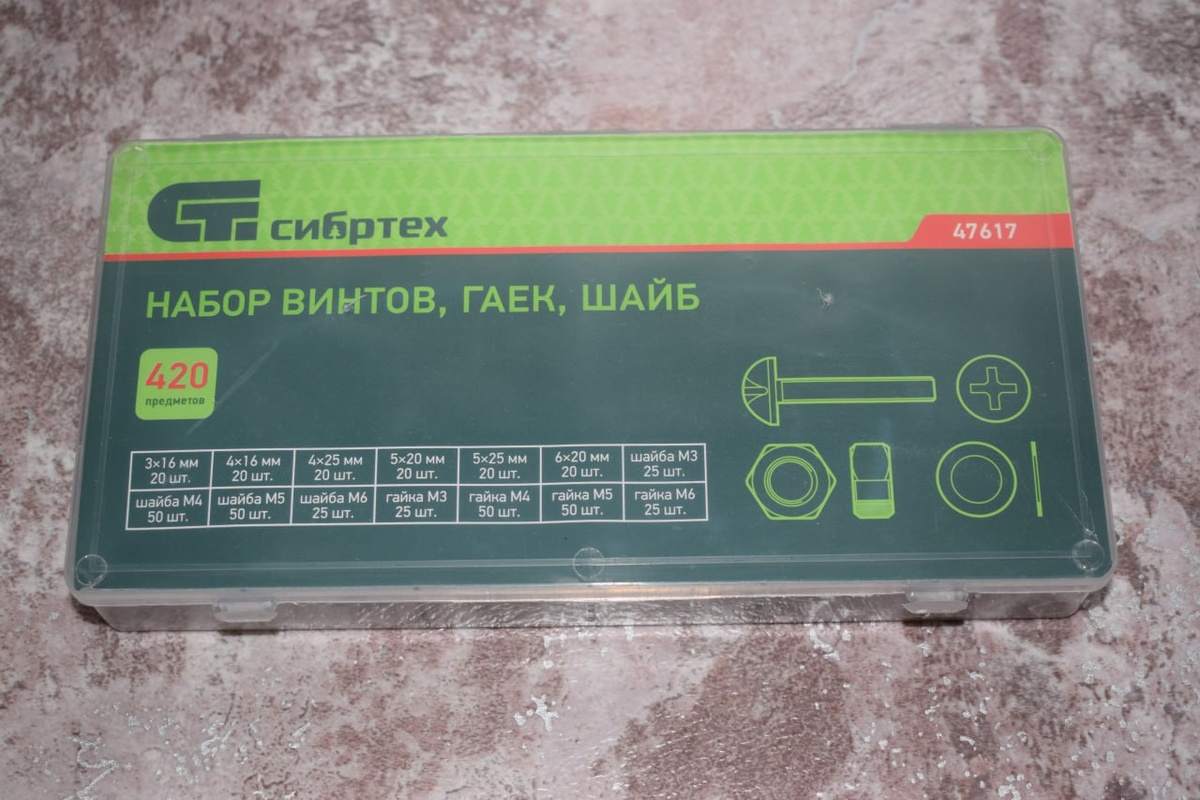 СТ сибртех
47617
НАБОР ВИНТОВ, ГАЕК, ШАЙБ
420
предметов
3×16 мм 4×16 мм 4×25 мм 5×20 мм 5×25 мм 6×20 мм шайба М3
20 шт. 20 шт. 20 шт. 20 шт. 20 шт. 20 шт. 25 шт.
шайба М4 шайба М5 шайба М6 гайка М3 гайка М4 гайка М5 гайка М6
50 шт. 50 шт. 25 шт. 25 шт. 50 шт. 50 шт. 25 шт.